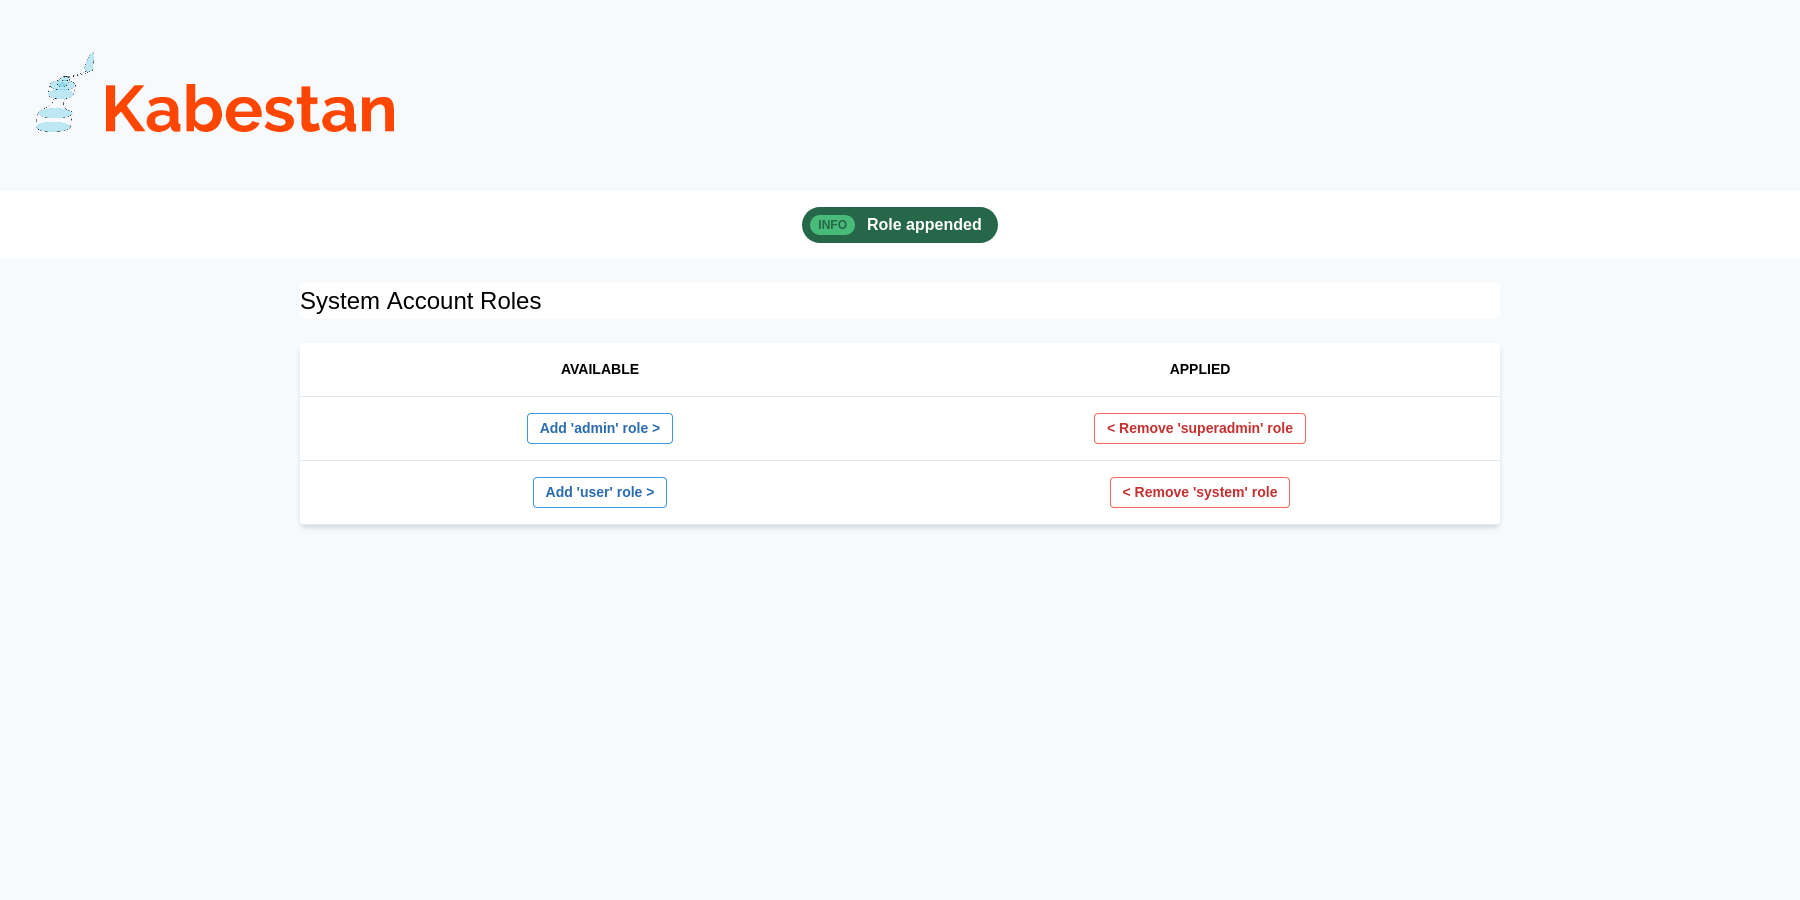 Kabestan
INFO Role appended
System Account Roles
AVAILABLE APPLIED
Add 'admin' role > < Remove 'superadmin' role
Add 'user' role > < Remove 'system' role